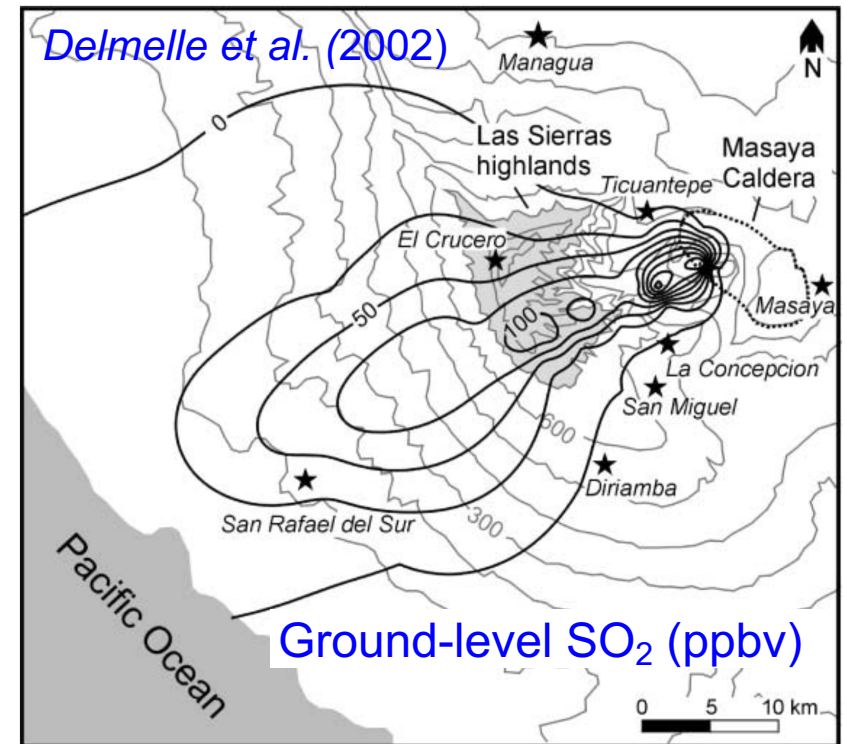 Delmelle et al. (2002)
Managua
N
0
Las Sierras
highlands
Masaya
Caldera
Ticuantepe
El Crucero
50
100
Masaya
La Concepcion
San Miguel
600
Diriamba
San Rafael del Sur
300
Pacific Ocean
Ground-level SO₂ (ppbv)
0 5 10 km